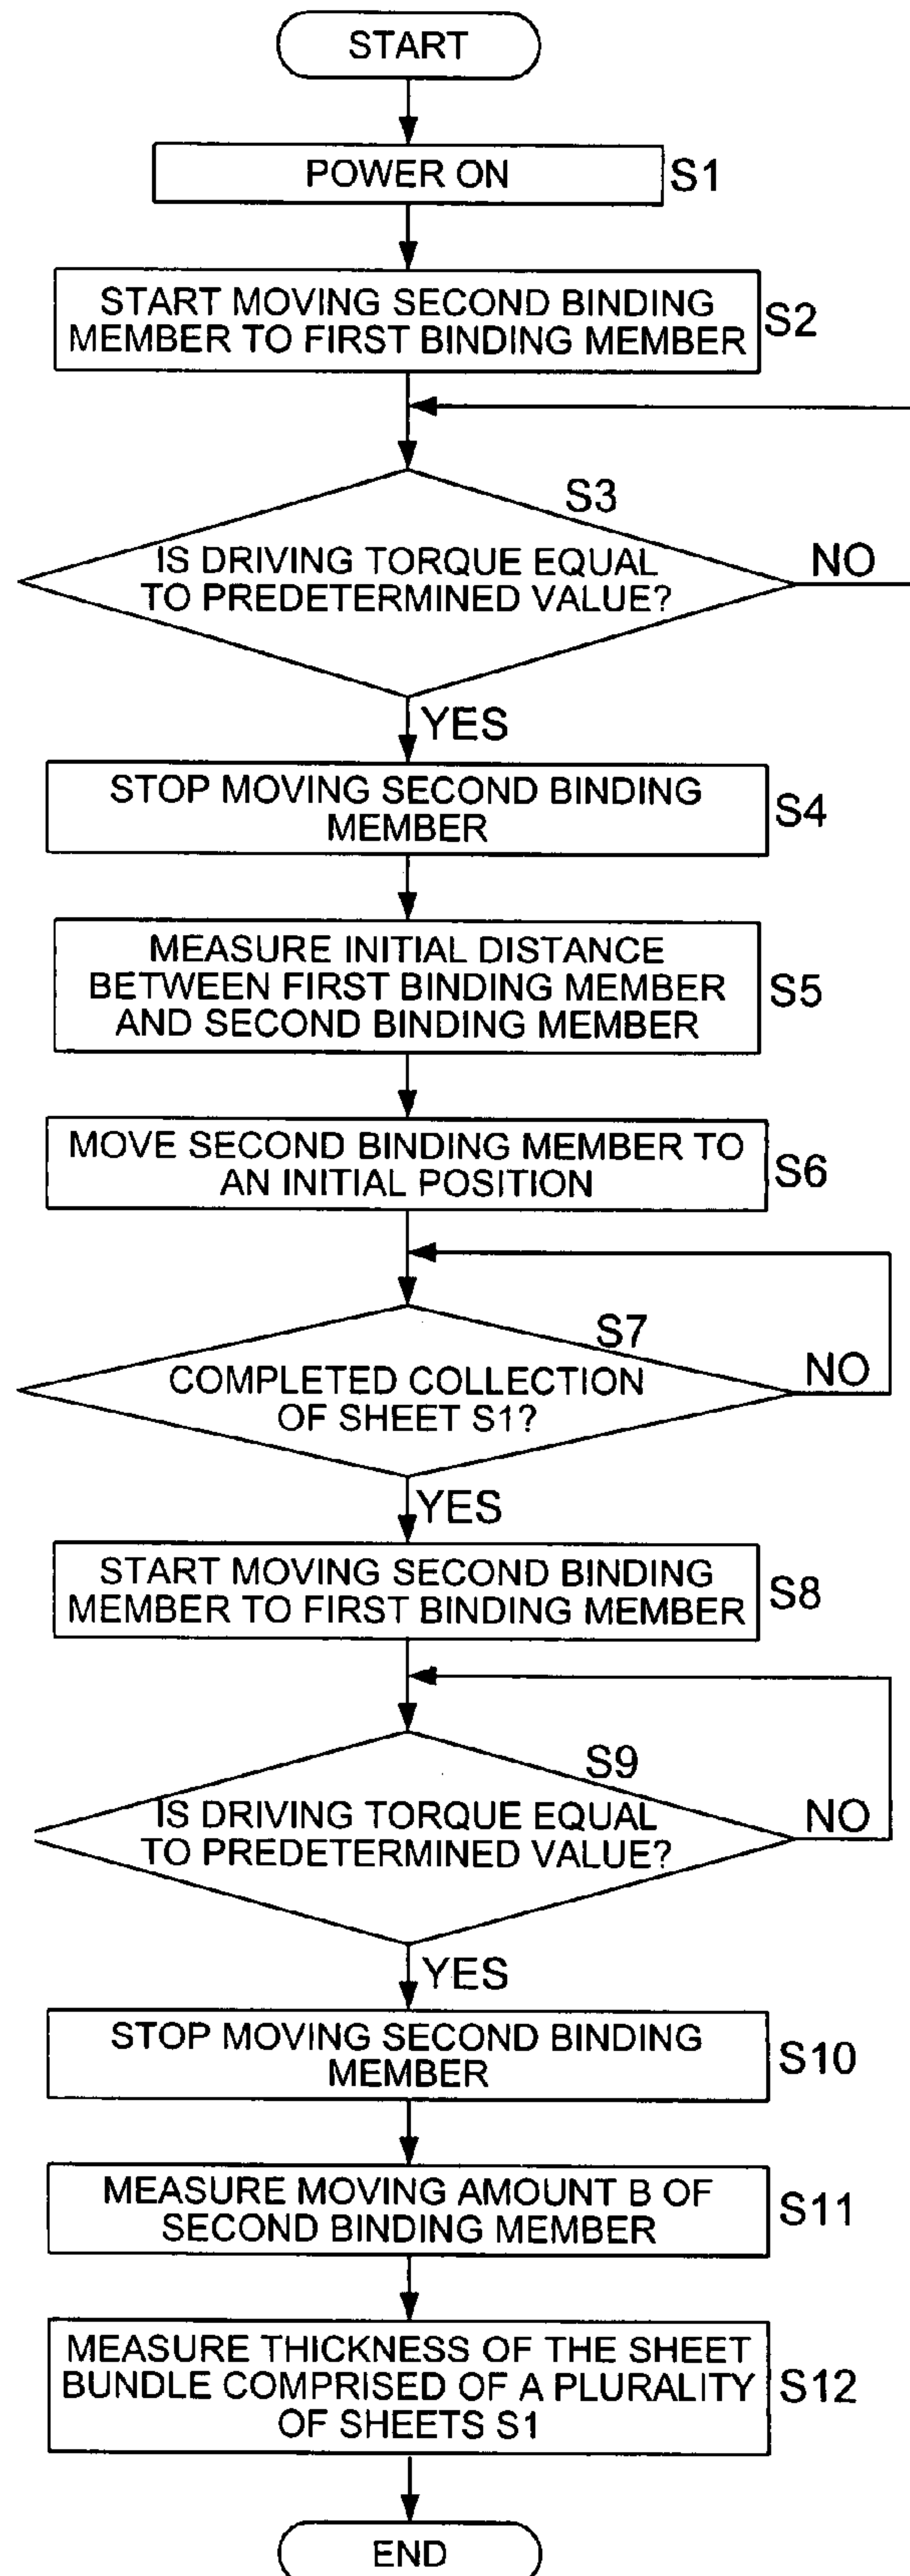 START
POWER ON
S1
START MOVING SECOND BINDING
MEMBER TO FIRST BINDING MEMBER
S2
S3
IS DRIVING TORQUE EQUAL
TO PREDETERMINED VALUE?
NO
YES
STOP MOVING SECOND BINDING
MEMBER
S4
MEASURE INITIAL DISTANCE
BETWEEN FIRST BINDING MEMBER
AND SECOND BINDING MEMBER
S5
MOVE SECOND BINDING MEMBER TO
AN INITIAL POSITION
S6
S7
COMPLETED COLLECTION
OF SHEET S1?
NO
YES
START MOVING SECOND BINDING
MEMBER TO FIRST BINDING MEMBER
S8
S9
IS DRIVING TORQUE EQUAL
TO PREDETERMINED VALUE?
NO
YES
STOP MOVING SECOND BINDING
MEMBER
S10
MEASURE MOVING AMOUNT B OF
SECOND BINDING MEMBER
S11
MEASURE THICKNESS OF THE SHEET
BUNDLE COMPRISED OF A PLURALITY
OF SHEETS S1
S12
END